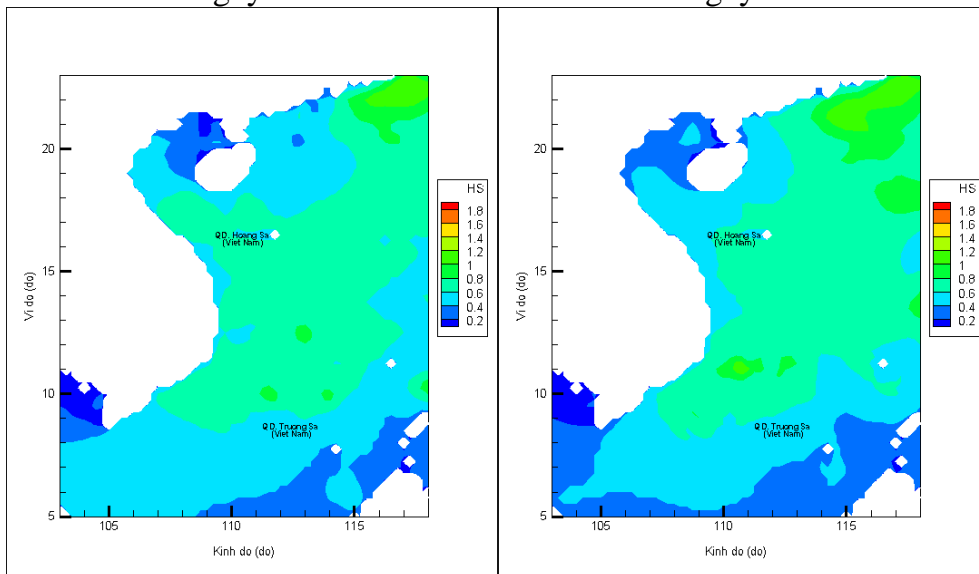 HS
1.8
1.6
1.4
1.2
1
0.8
0.6
0.4
0.2
20
15
10
5
Vi do (do)
QD. Hoang Sa
(Viet Nam)
QD. Truong Sa
(Viet Nam)
105
110
115
Kinh do (do)
HS
1.8
1.6
1.4
1.2
1
0.8
0.6
0.4
0.2
20
15
10
5
Vi do (do)
QD. Hoang Sa
(Viet Nam)
QD. Truong Sa
(Viet Nam)
105
110
115
Kinh do (do)